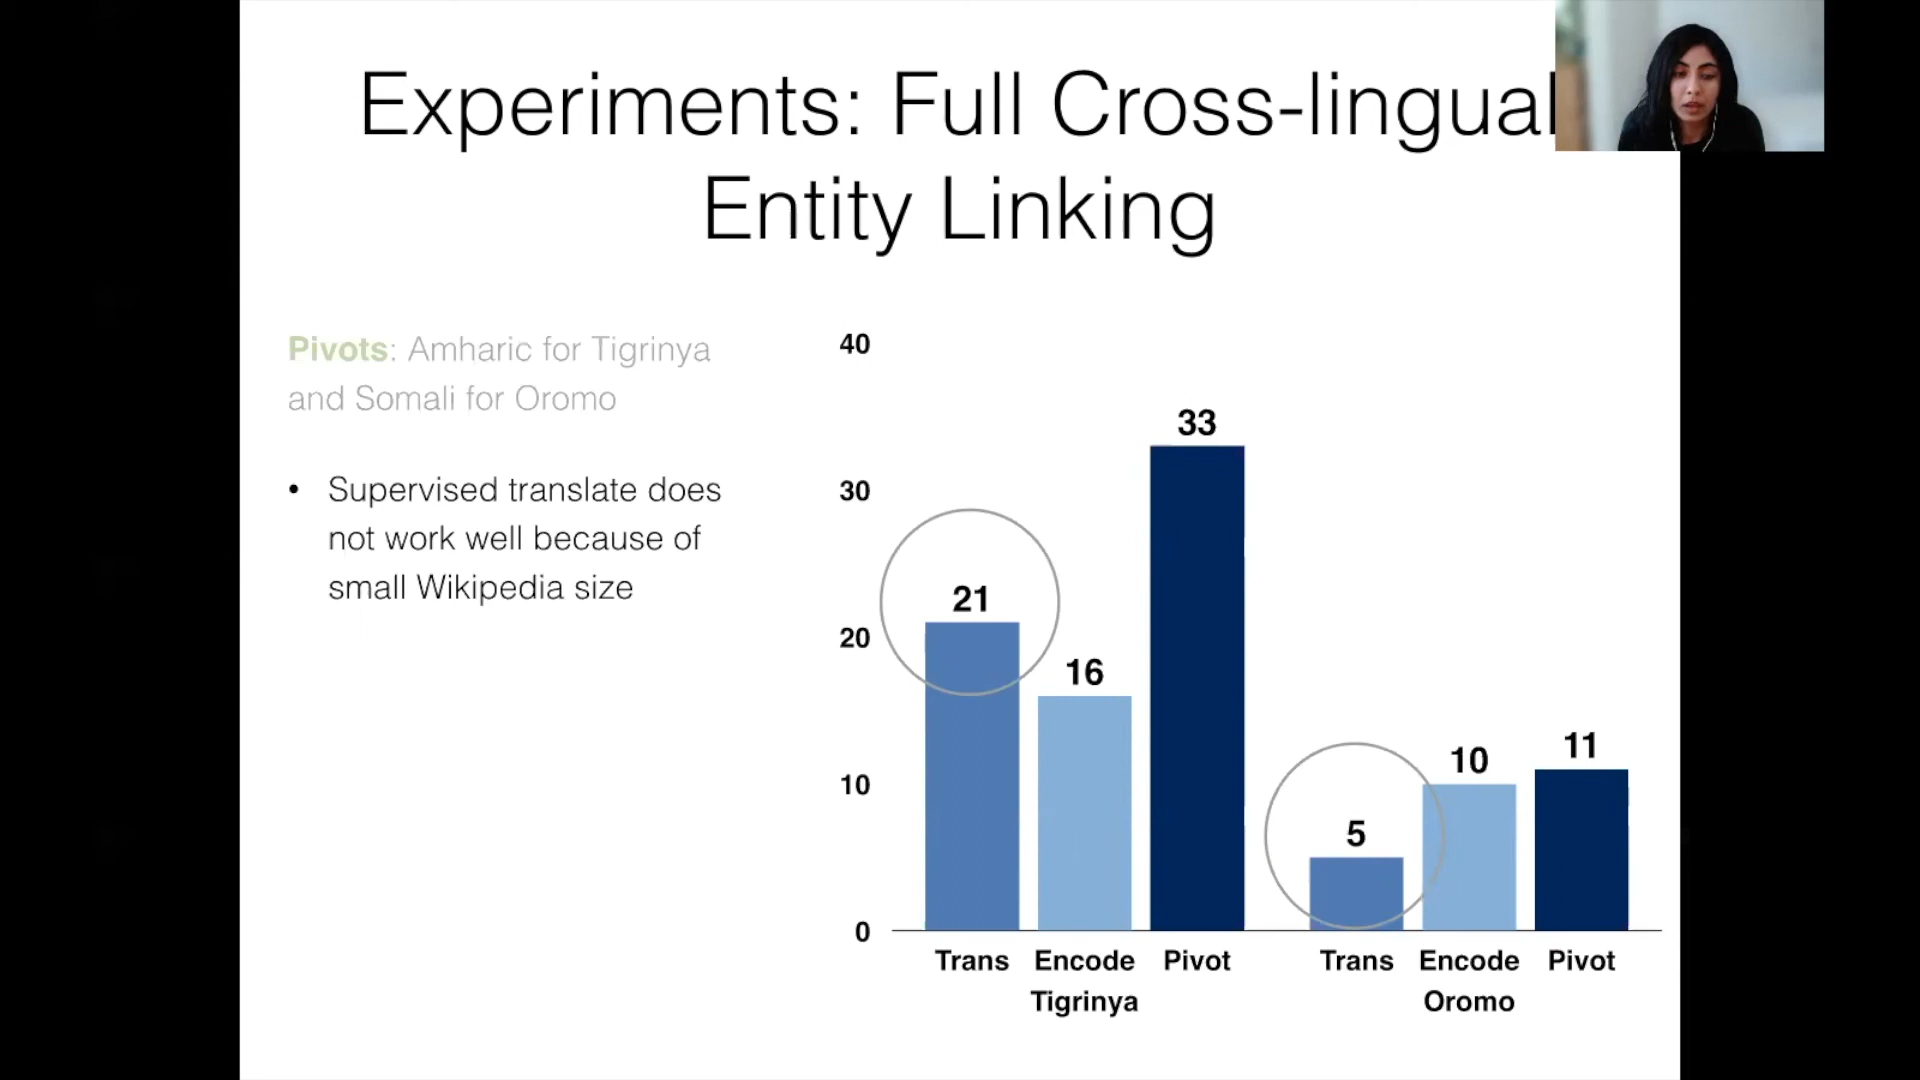 Experiments: Full Cross-lingual
Entity Linking
Pivots: Amharic for Tigrinya
and Somali for Oromo
• Supervised translate does
not work well because of
small Wikipedia size
40
30
20
10
0
21
16
33
5
10
11
Trans Encode Pivot Trans Encode Pivot
Tigrinya Oromo